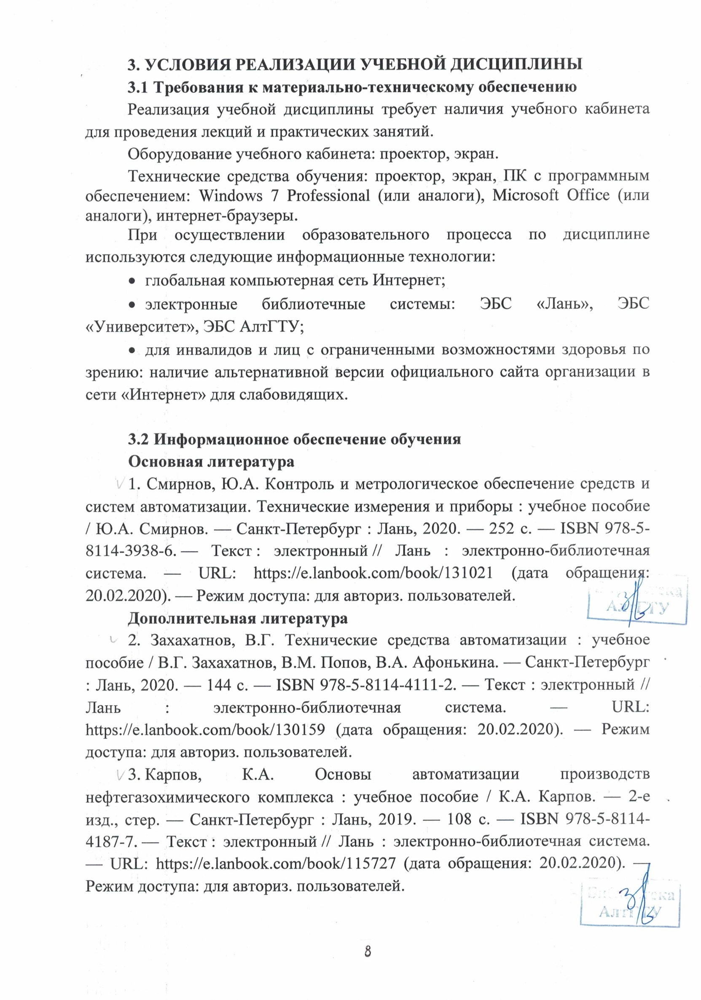 3. УСЛОВИЯ РЕАЛИЗАЦИИ УЧЕБНОЙ ДИСЦИПЛИНЫ
3.1 Требования к материально-техническому обеспечению
Реализация учебной дисциплины требует наличия учебного кабинета
для проведения лекций и практических занятий.
Оборудование учебного кабинета: проектор, экран.
Технические средства обучения: проектор, экран, ПК с программным
обеспечением: Windows 7 Professional (или аналоги), Microsoft Office (или
аналоги), интернет-браузеры.
При осуществлении образовательного процесса по дисциплине
используются следующие информационные технологии:
• глобальная компьютерная сеть Интернет;
• электронные библиотечные системы: ЭБС «Лань», ЭБС
«Университет», ЭБС АлтГТУ;
• для инвалидов и лиц с ограниченными возможностями здоровья по
зрению: наличие альтернативной версии официального сайта организации в
сети «Интернет» для слабовидящих.
3.2 Информационное обеспечение обучения
Основная литература
1. Смирнов, Ю.А. Контроль и метрологическое обеспечение средств и
систем автоматизации. Технические измерения и приборы : учебное пособие
/ Ю.А. Смирнов. — Санкт-Петербург : Лань, 2020. — 252 с. — ISBN 978-5-
8114-3938-6. — Текст : электронный // Лань : электронно-библиотечная
система. — URL: https://e.lanbook.com/book/131021 (дата обращения:
20.02.2020). — Режим доступа: для авториз. пользователей.
АлтГТУ
Дополнительная литература
2. Захахатнов, В.Г. Технические средства автоматизации : учебное
пособие / В.Г. Захахатнов, В.М. Попов, В.А. Афонькина. — Санкт-Петербург
: Лань, 2020. — 144 с. — ISBN 978-5-8114-4111-2. — Текст : электронный //
Лань : электронно-библиотечная система. — URL:
https://e.lanbook.com/book/130159 (дата обращения: 20.02.2020). — Режим
доступа: для авториз. пользователей.
3. Карпов, К.А. Основы автоматизации производств
нефтегазохимического комплекса : учебное пособие / К.А. Карпов. — 2-е
изд., стер. — Санкт-Петербург : Лань, 2019. — 108 с. — ISBN 978-5-8114-
4187-7. — Текст : электронный // Лань : электронно-библиотечная система.
— URL: https://e.lanbook.com/book/115727 (дата обращения: 20.02.2020). —
Режим доступа: для авториз. пользователей.
Библиотека
АлтГТУ
8